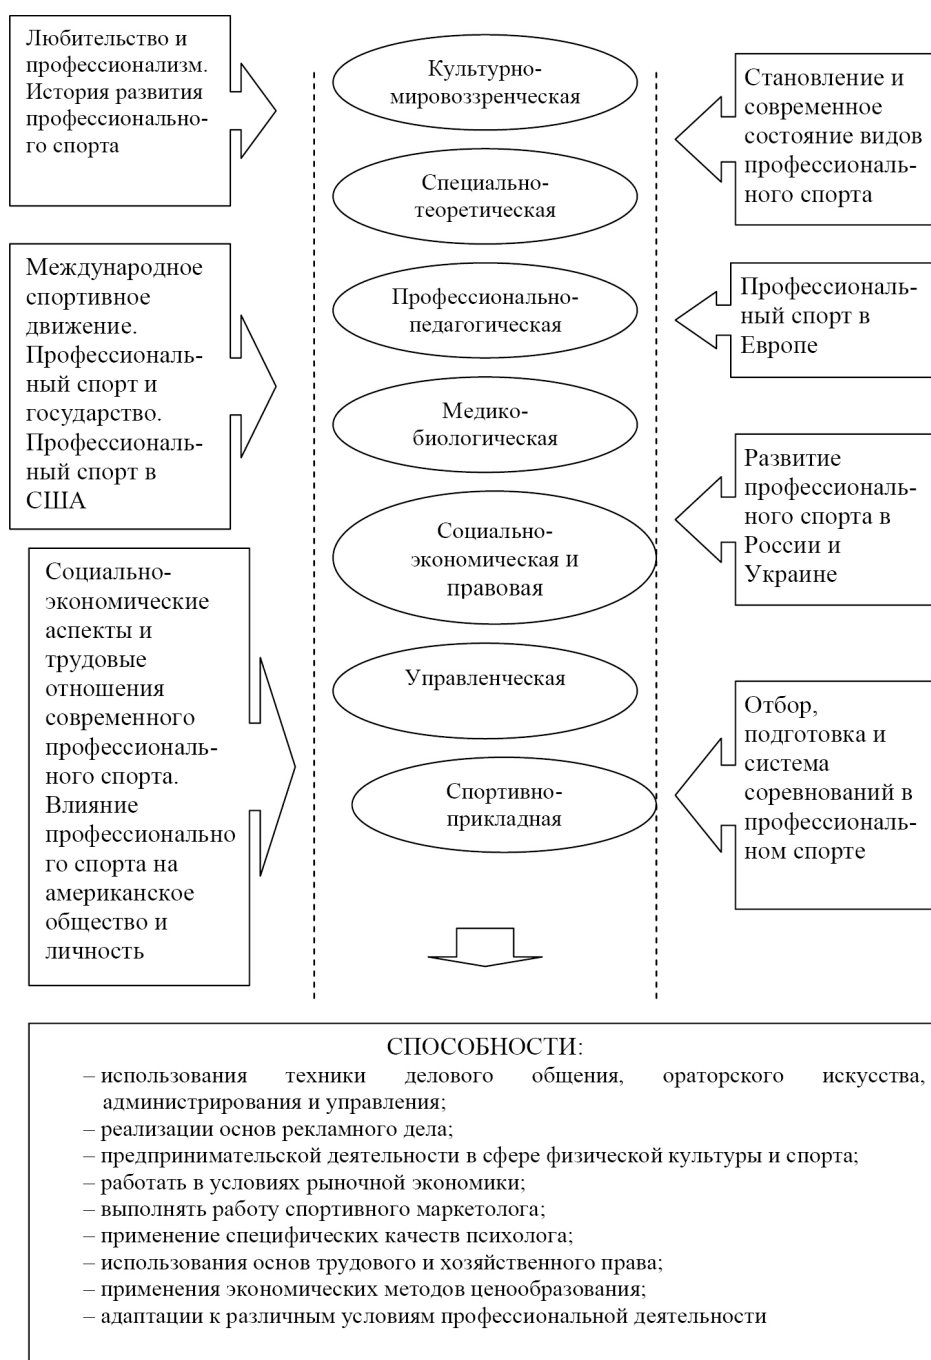 Любительство и
профессионализм.
История развития
профессионально-
го спорта
Международное
спортивное
движение.
Профессиональ-
ный спорт и
государство.
Профессиональ-
ный спорт в
США
Социально-
экономические
аспекты и
трудовые
отношения
современного
профессиональ-
ного спорта.
Влияние
профессионально
го спорта на
американское
общество и
личность
Культурно-
мировоззренческая
Специально-
теоретическая
Профессионально-
педагогическая
Медико-
биологическая
Социально-
экономическая и
правовая
Управленческая
Спортивно-
прикладная
Становление и
современное
состояние видов
профессиональ-
ного спорта
Профессиональ-
ный спорт в
Европе
Развитие
профессиональ-
ного спорта в
России и
Украине
Отбор,
подготовка и
система
соревнований в
профессиональ-
ном спорте
СПОСОБНОСТИ:
– использования техники делового общения, ораторского искусства,
администрирования и управления;
– реализации основ рекламного дела;
– предпринимательской деятельности в сфере физической культуры и спорта;
– работать в условиях рыночной экономики;
– выполнять работу спортивного маркетолога;
– применение специфических качеств психолога;
– использования основ трудового и хозяйственного права;
– применения экономических методов ценообразования;
– адаптации к различным условиям профессиональной деятельности